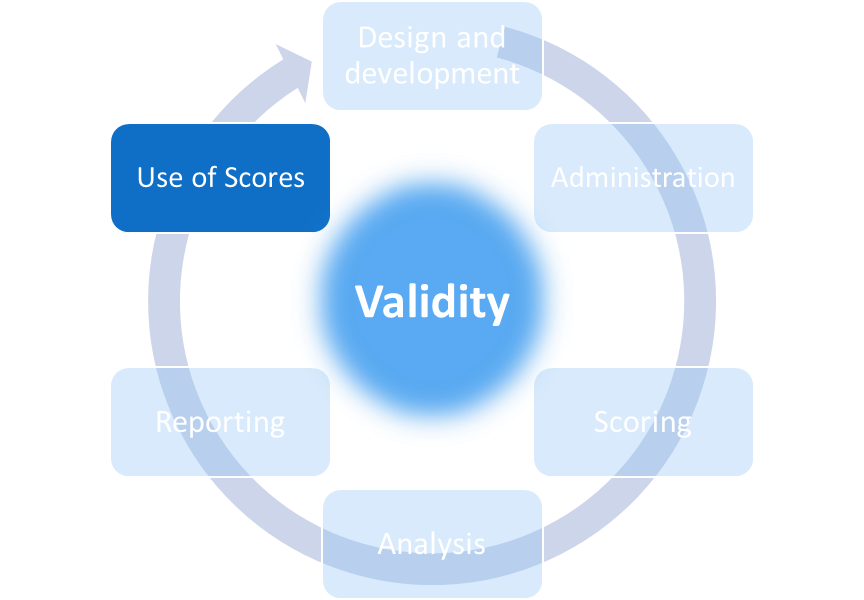 Design and
development
Use of Scores
Administration
Validity
Reporting
Scoring
Analysis